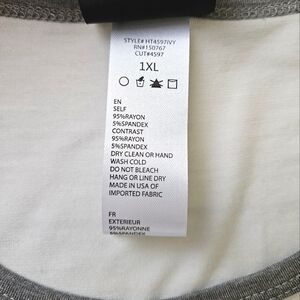 STYLE# HT4597IVY
RN#150767
CUT#4597
1XL
EN
SELF
95%RAYON
5%SPANDEX
CONTRAST
95%RAYON
5%SPANDEX
DRY CLEAN OR HAND
WASH COLD
DO NOT BLEACH
HANG OR LINE DRY
MADE IN USA OF
IMPORTED FABRIC
FR
EXTERIEUR
95%RAYONNE
5%SPANDEX